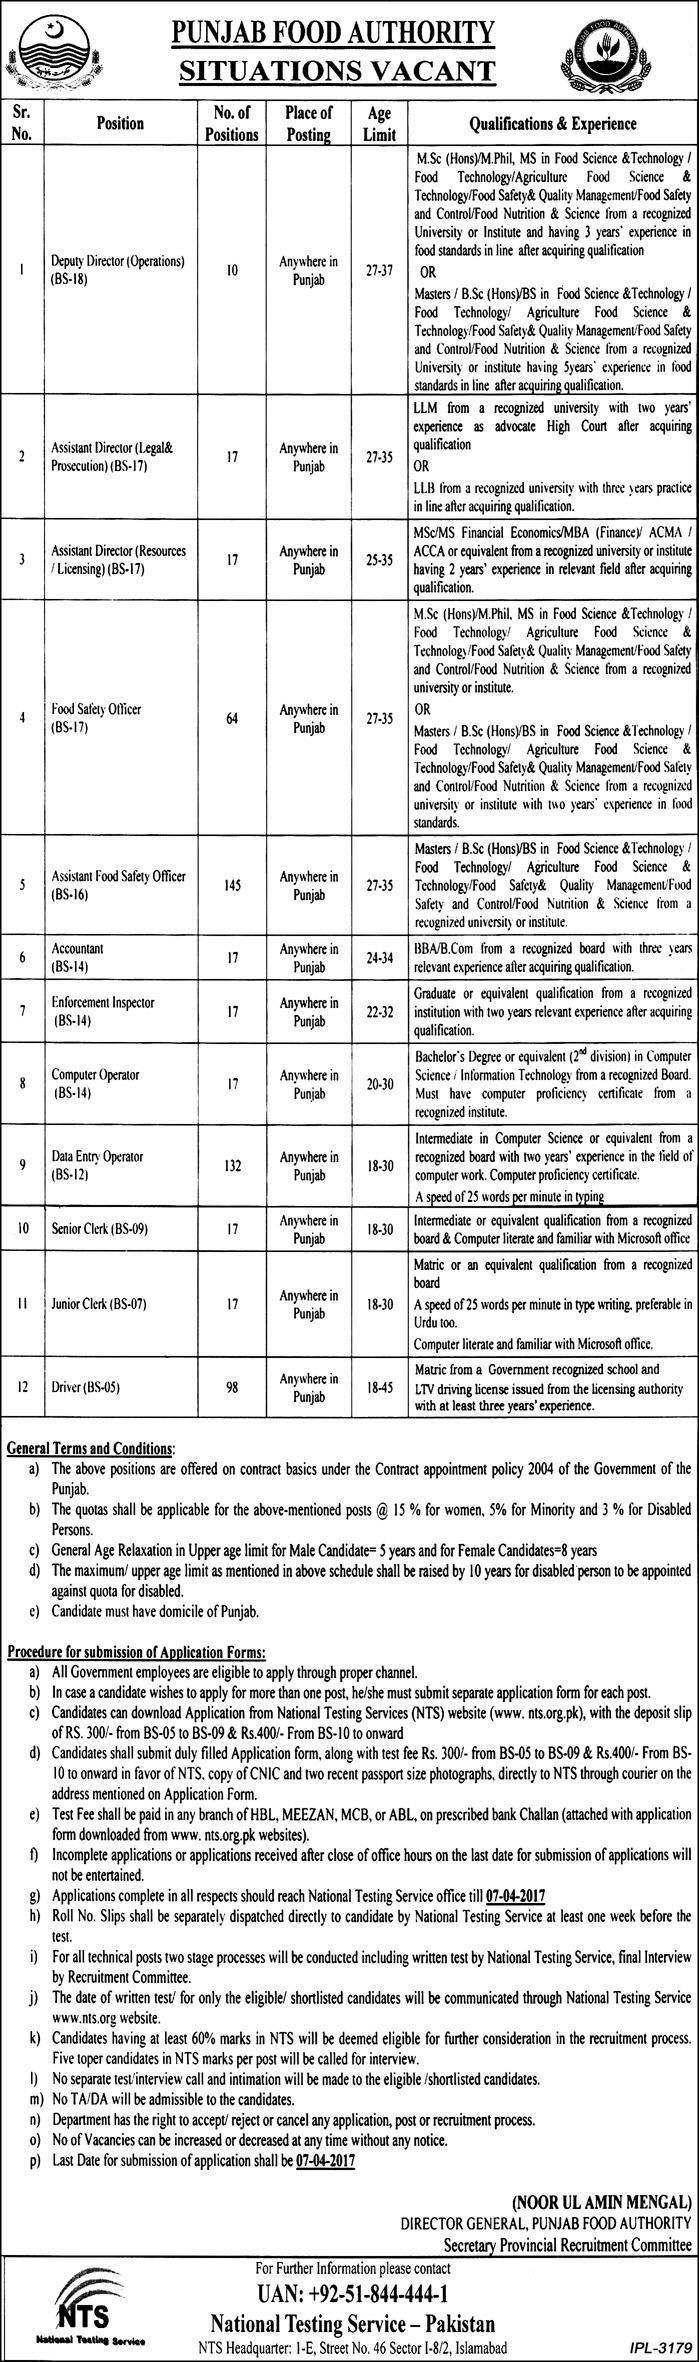 PUNJAB FOOD AUTHORITY
SITUATIONS VACANT
Sr. No.
Position
No. of Positions
Place of Posting
Age Limit
Qualifications & Experience
1
Deputy Director (Operations)
(BS-18)
10
Anywhere in
Punjab
27-37
M.Sc (Hons)/M.Phil, MS in Food Science &Technology /
Food Technology/Agriculture Food Science &
Technology/Food Safety& Quality Management/Food Safety
and Control/Food Nutrition & Science from a recognized
University or Institute and having 3 years' experience in
food standards in line after acquiring qualification
OR
Masters / B.Sc (Hons)/BS in Food Science &Technology /
Food Technology/ Agriculture Food Science &
Technology/Food Safety& Quality Management/Food Safety
and Control/Food Nutrition & Science from a recognized
University or institute having 5years' experience in food
standards in line after acquiring qualification.
2
Assistant Director (Legal&
Prosecution) (BS-17)
17
Anywhere in
Punjab
27-35
LLM from a recognized university with two years'
experience as advocate High Court after acquiring
qualification
OR
LLB from a recognized university with three years practice
in line after acquiring qualification.
3
Assistant Director (Resources
/ Licensing) (BS-17)
17
Anywhere in
Punjab
25-35
MSc/MS Financial Economics/MBA (Finance)/ ACMA /
ACCA or equivalent from a recognized university or institute
having 2 years' experience in relevant field after acquiring
qualification.
4
Food Safety Officer
(BS-17)
64
Anywhere in
Punjab
27-35
M.Sc (Hons)/M.Phil, MS in Food Science &Technology /
Food Technology/ Agriculture Food Science &
Technology/Food Safety& Quality Management/Food Safety
and Control/Food Nutrition & Science from a recognized
university or institute.
OR
Masters / B.Sc (Hons)/BS in Food Science &Technology /
Food Technology/ Agriculture Food Science &
Technology/Food Safety& Quality Management/Food Safety
and Control/Food Nutrition & Science from a recognized
university or institute with two years' experience in food
standards.
5
Assistant Food Safety Officer
(BS-16)
145
Anywhere in
Punjab
27-35
Masters / B.Sc (Hons)/BS in Food Science &Technology /
Food Technology/ Agriculture Food Science &
Technology/Food Safety& Quality Management/Food
Safety and Control/Food Nutrition & Science from a
recognized university or institute.
6
Accountant
(BS-14)
17
Anywhere in
Punjab
24-34
BBA/B.Com from a recognized board with three years
relevant experience after acquiring qualification.
7
Enforcement Inspector
(BS-14)
17
Anywhere in
Punjab
22-32
Graduate or equivalent qualification from a recognized
institution with two years relevant experience after acquiring
qualification.
8
Computer Operator
(BS-14)
17
Anywhere in
Punjab
20-30
Bachelor's Degree or equivalent (2nd division) in Computer
Science / Information Technology from a recognized Board.
Must have computer proficiency certificate from a
recognized institute.
9
Data Entry Operator
(BS-12)
132
Anywhere in
Punjab
18-30
Intermediate in Computer Science or equivalent from a
recognized board with two years' experience in the field of
computer work. Computer proficiency certificate.
A speed of 25 words per minute in typing
10
Senior Clerk (BS-09)
17
Anywhere in
Punjab
18-30
Intermediate or equivalent qualification from a recognized
board & Computer literate and familiar with Microsoft office
11
Junior Clerk (BS-07)
17
Anywhere in
Punjab
18-30
Matric or an equivalent qualification from a recognized
board
A speed of 25 words per minute in type writing, preferable in
Urdu too.
Computer literate and familiar with Microsoft office.
12
Driver (BS-05)
98
Anywhere in
Punjab
18-45
Matric from a Government recognized school and
LTV driving license issued from the licensing authority
with at least three years' experience.
General Terms and Conditions:
a) The above positions are offered on contract basics under the Contract appointment policy 2004 of the Government of the
Punjab.
b) The quotas shall be applicable for the above-mentioned posts @ 15 % for women, 5% for Minority and 3 % for Disabled
Persons.
c) General Age Relaxation in Upper age limit for Male Candidate= 5 years and for Female Candidates=8 years
d) The maximum/ upper age limit as mentioned in above schedule shall be raised by 10 years for disabled person to be appointed
against quota for disabled.
e) Candidate must have domicile of Punjab.
Procedure for submission of Application Forms:
a) All Government employees are eligible to apply through proper channel.
b) In case a candidate wishes to apply for more than one post, he/she must submit separate application form for each post.
c) Candidates can download Application from National Testing Services (NTS) website (www. nts.org.pk), with the deposit slip
of RS. 300/- from BS-05 to BS-09 & Rs.400/- From BS-10 to onward
d) Candidates shall submit duly filled Application form, along with test fee Rs. 300/- from BS-05 to BS-09 & Rs.400/- From BS-
10 to onward in favor of NTS, copy of CNIC and two recent passport size photographs, directly to NTS through courier on the
address mentioned on Application Form.
e) Test Fee shall be paid in any branch of HBL, MEEZAN, MCB, or ABL, on prescribed bank Challan (attached with application
form downloaded from www. nts.org.pk websites).
f) Incomplete applications or applications received after close of office hours on the last date for submission of applications will
not be entertained.
g) Applications complete in all respects should reach National Testing Service office till 07-04-2017
h) Roll No. Slips shall be separately dispatched directly to candidate by National Testing Service at least one week before the
test.
i) For all technical posts two stage processes will be conducted including written test by National Testing Service, final Interview
by Recruitment Committee.
j) The date of written test/ for only the eligible/ shortlisted candidates will be communicated through National Testing Service
www.nts.org website.
k) Candidates having at least 60% marks in NTS will be deemed eligible for further consideration in the recruitment process.
Five toper candidates in NTS marks per post will be called for interview.
l) No separate test/interview call and intimation will be made to the eligible /shortlisted candidates.
m) No TA/DA will be admissible to the candidates.
n) Department has the right to accept/ reject or cancel any application, post or recruitment process.
o) No of Vacancies can be increased or decreased at any time without any notice.
p) Last Date for submission of application shall be 07-04-2017
(NOOR UL AMIN MENGAL)
DIRECTOR GENERAL, PUNJAB FOOD AUTHORITY
Secretary Provincial Recruitment Committee
NTS
National Testing Service
For Further Information please contact
UAN: +92-51-844-444-1
National Testing Service – Pakistan
NTS Headquarter: 1-E, Street No. 46 Sector I-8/2, Islamabad
IPL-3179